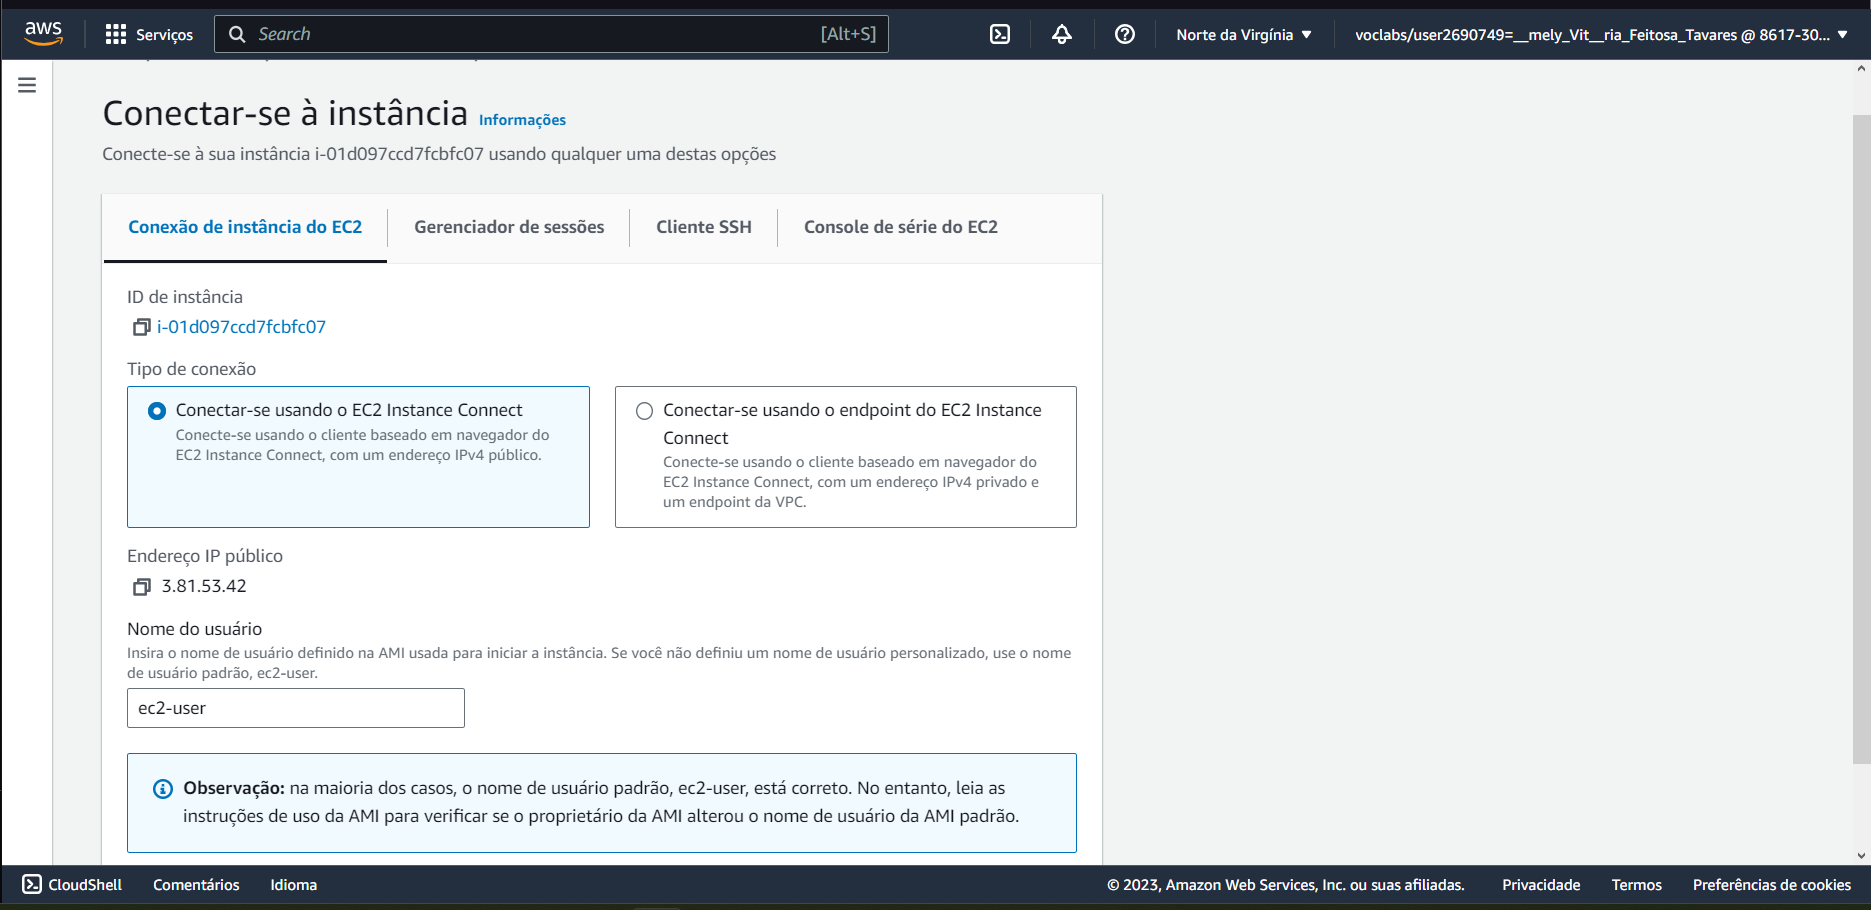 aws
Serviços
Search
[Alt+S]
Norte da Virgínia
voclabs/user2690749=__mely_Vit__ria_Feitosa_Tavares @ 8617-30...
Conectar-se à instância Informações
Conecte-se à sua instância i-01d097ccd7fcbfc07 usando qualquer uma destas opções
Conexão de instância do EC2
Gerenciador de sessões
Cliente SSH
Console de série do EC2
ID de instância
i-01d097ccd7fcbfc07
Tipo de conexão
Conectar-se usando o EC2 Instance Connect
Conecte-se usando o cliente baseado em navegador do
EC2 Instance Connect, com um endereço IPv4 público.
Conectar-se usando o endpoint do EC2 Instance
Connect
Conecte-se usando o cliente baseado em navegador do
EC2 Instance Connect, com um endereço IPv4 privado e
um endpoint da VPC.
Endereço IP público
3.81.53.42
Nome do usuário
Insira o nome de usuário definido na AMI usada para iniciar a instância. Se você não definiu um nome de usuário personalizado, use o nome
de usuário padrão, ec2-user.
ec2-user
Observação: na maioria dos casos, o nome de usuário padrão, ec2-user, está correto. No entanto, leia as
instruções de uso da AMI para verificar se o proprietário da AMI alterou o nome de usuário da AMI padrão.
CloudShell
Comentários
Idioma
© 2023, Amazon Web Services, Inc. ou suas afiliadas.
Privacidade
Termos
Preferências de cookies